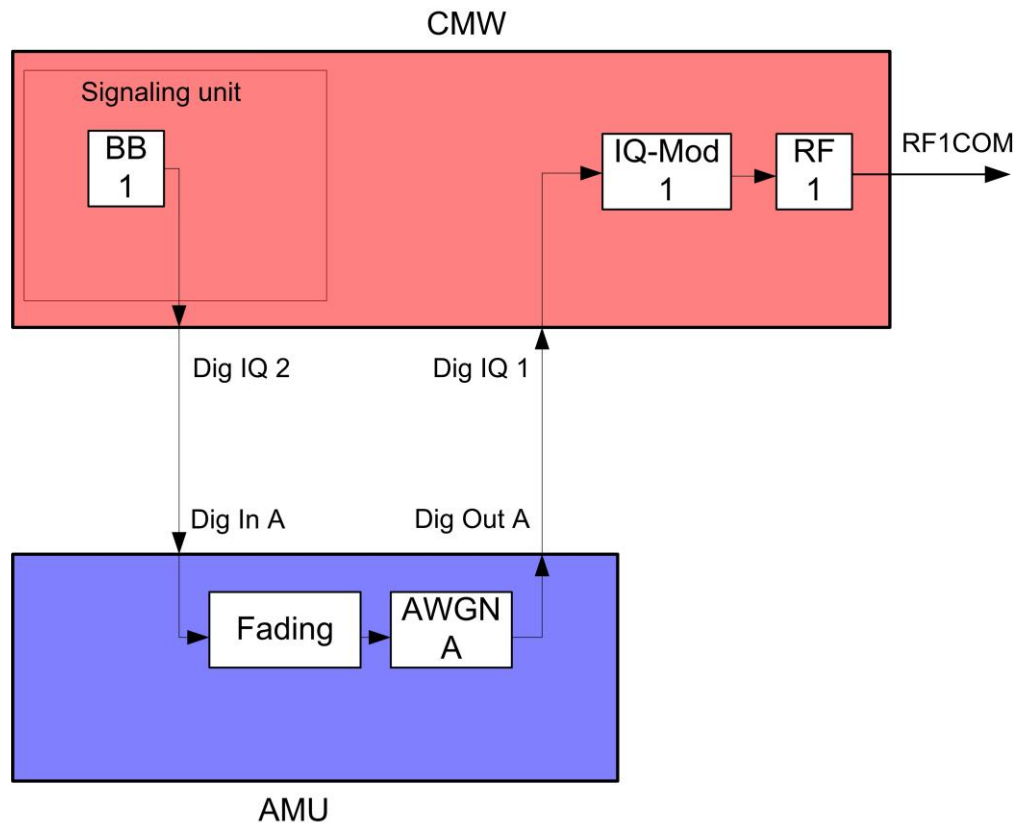 CMW
Signaling unit
BB
1
IQ-Mod
1
RF
1
RF1COM
Dig IQ 2
Dig IQ 1
Dig In A
Dig Out A
Fading
AWGN
A
AMU